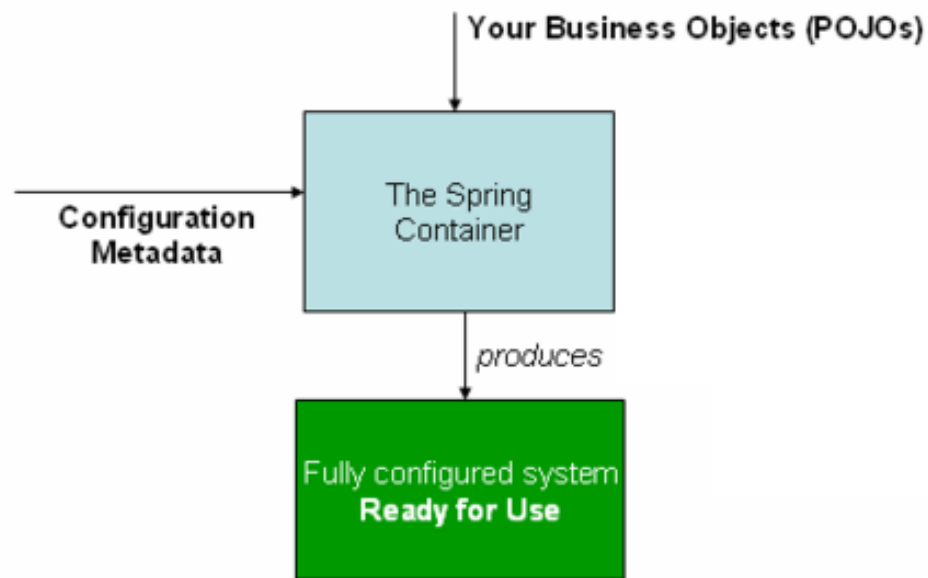 Your Business Objects (POJOs)
The Spring
Container
Configuration
Metadata
produces
Fully configured system
Ready for Use